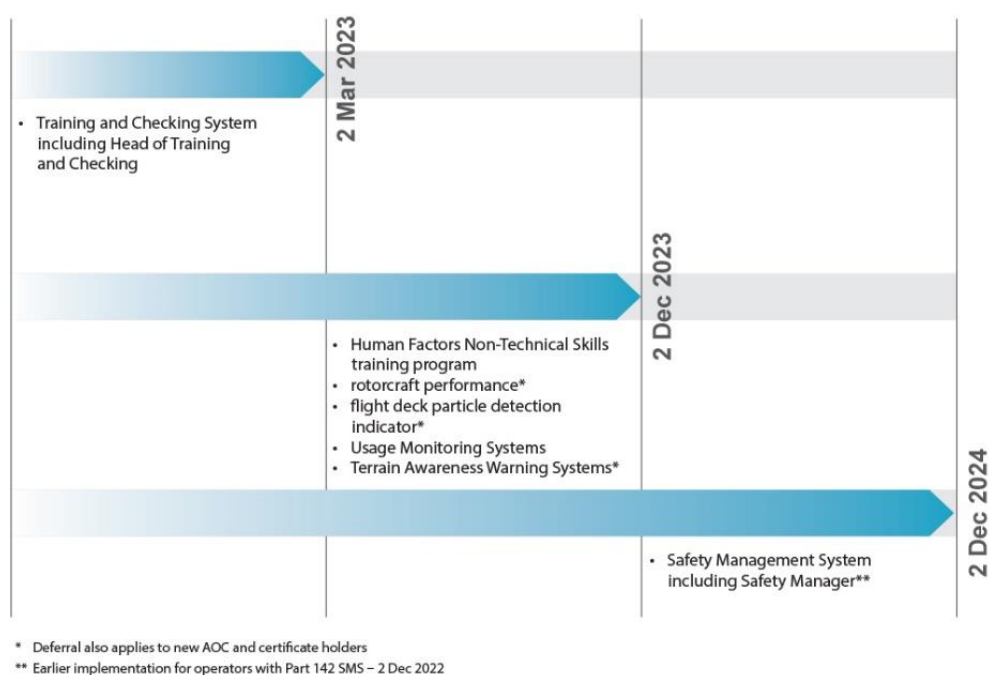 2 Mar 2023
• Training and Checking System
including Head of Training
and Checking
2 Dec 2023
• Human Factors Non-Technical Skills
training program
• rotorcraft performance*
• flight deck particle detection
indicator*
• Usage Monitoring Systems
• Terrain Awareness Warning Systems*
2 Dec 2024
• Safety Management System
including Safety Manager**
* Deferral also applies to new AOC and certificate holders
** Earlier implementation for operators with Part 142 SMS – 2 Dec 2022